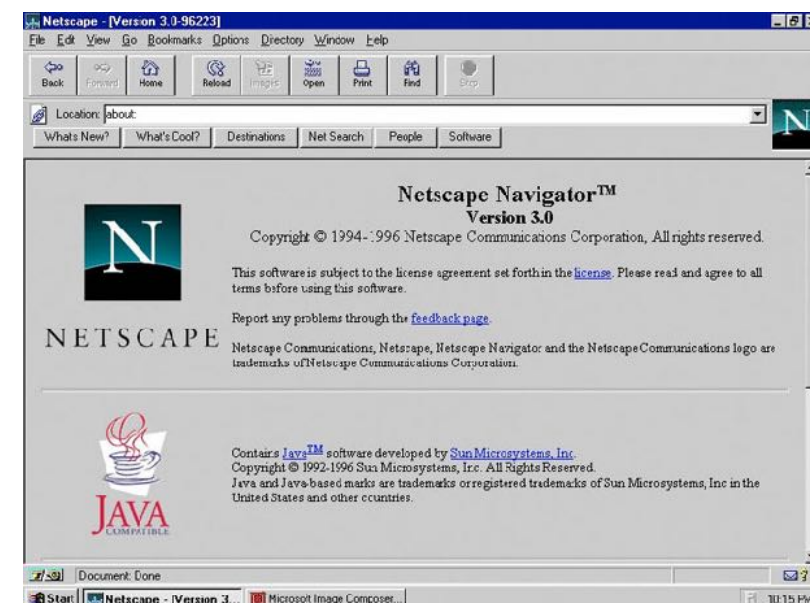 Netscape - [Version 3.0-96223]
File Edit View Go Bookmarks Options Directory Window Help
Back Forward Home Reload Images Open Print Find Stop
Location: about:
N
What's New? What's Cool? Destinations Net Search People Software
N
NETSCAPE
Netscape Navigator™
Version 3.0
Copyright © 1994-1996 Netscape Communications Corporation, All rights reserved.
This software is subject to the license agreement set forth in the license. Please read and agree to all
terms before using this software.
Report any problems through the feedback page.
Netscape Communications, Netscape, Netscape Navigator and the Netscape Communications logo are
trademarks of Netscape Communications Corporation.
JAVA
COMPATIBLE
Contains Java™ software developed by Sun Microsystems, Inc.
Copyright © 1992-1996 Sun Microsystems, Inc. All Rights Reserved.
Java and Java-based marks are trademarks or registered trademarks of Sun Microsystems, Inc in the
United States and other countries.
Document: Done
Start Netscape - [Version 3... Microsoft Image Composer... 10:15 PM